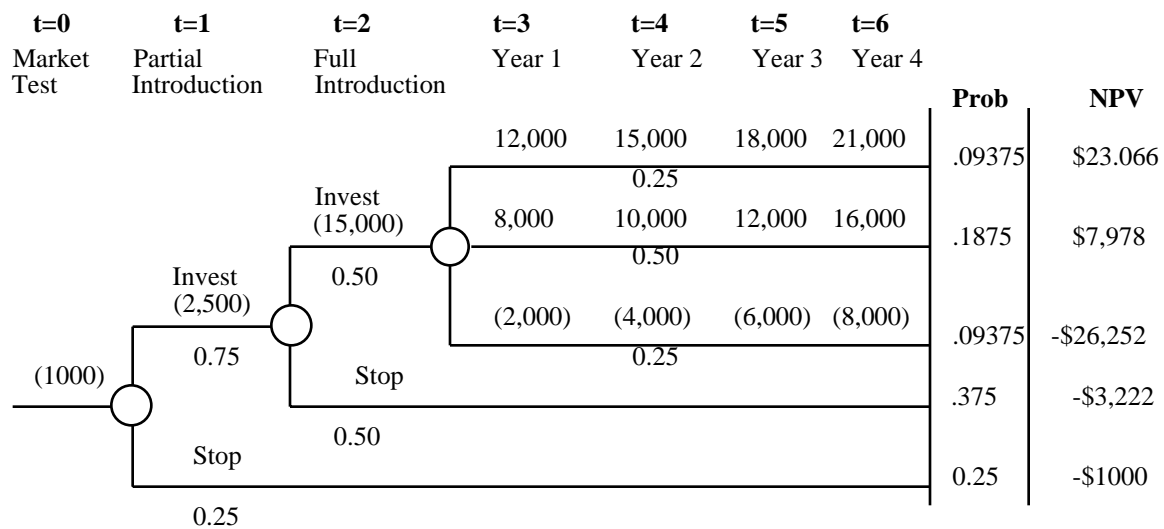 t=0 t=1 t=2 t=3 t=4 t=5 t=6
Market Partial Full Year 1 Year 2 Year 3 Year 4
Test Introduction Introduction
Prob NPV
12,000 15,000 18,000 21,000
.09375 $23.066
0.25
Invest
(15,000) 8,000 10,000 12,000 16,000
.1875 $7,978
0.50
0.50
Invest
(2,500)
(2,000) (4,000) (6,000) (8,000)
.09375 -$26,252
0.75 0.25
(1000) Stop
.375 -$3,222
0.50
Stop
0.25 -$1000
0.25